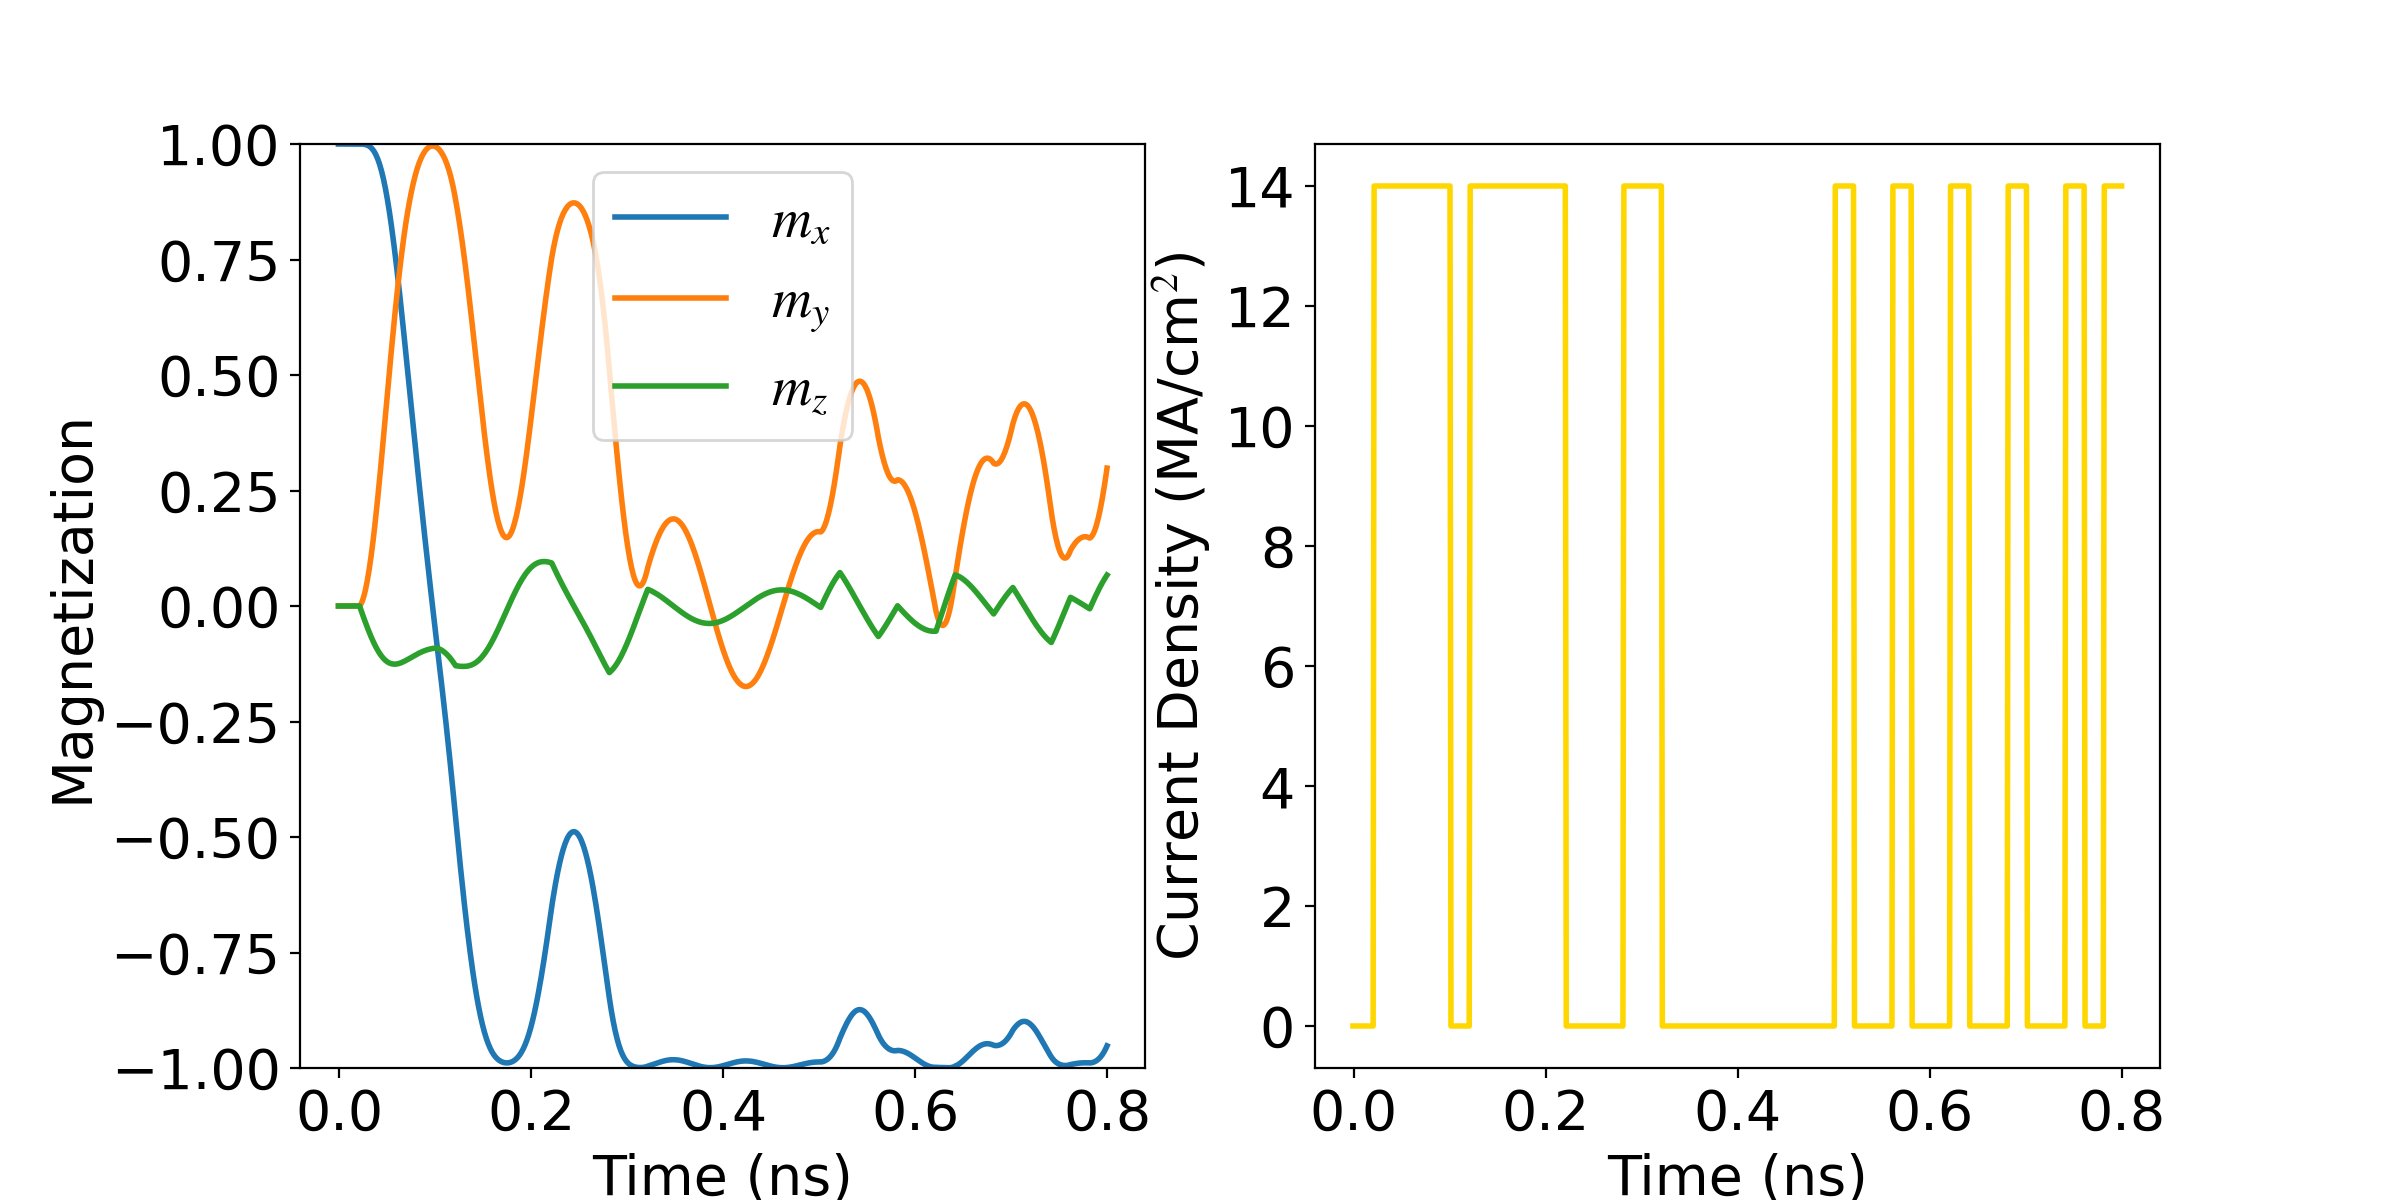 Magnetization
1.00
0.75
0.50
0.25
0.00
−0.25
−0.50
−0.75
−1.00
0.0 0.2 0.4 0.6 0.8
Time (ns)
m_x
m_y
m_z
Current Density (MA/cm²)
14
12
10
8
6
4
2
0
0.0 0.2 0.4 0.6 0.8
Time (ns)